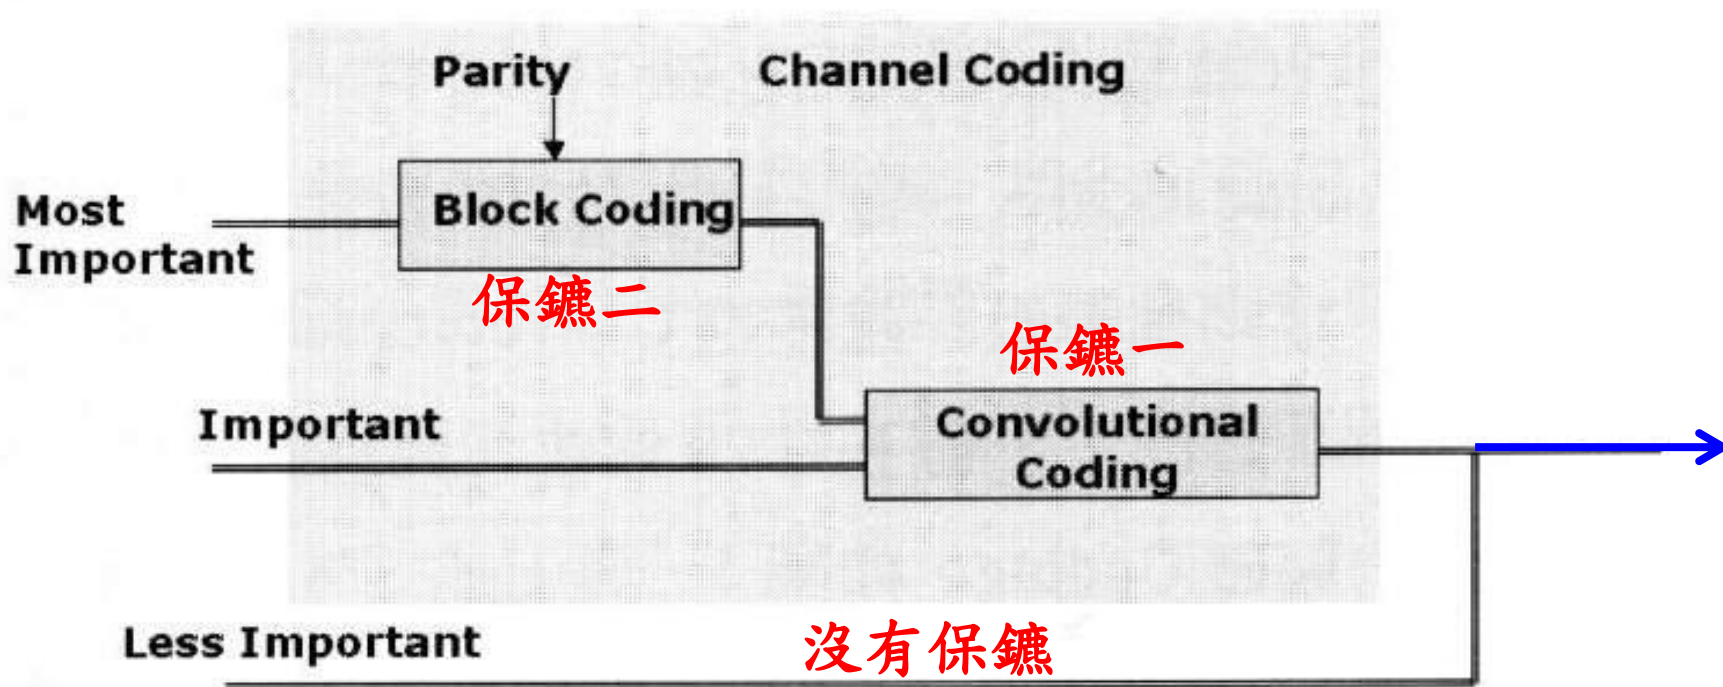 Parity
Channel Coding
Most
Important
Block Coding
保鑣二
保鑣一
Important
Convolutional
Coding
Less Important
沒有保鑣